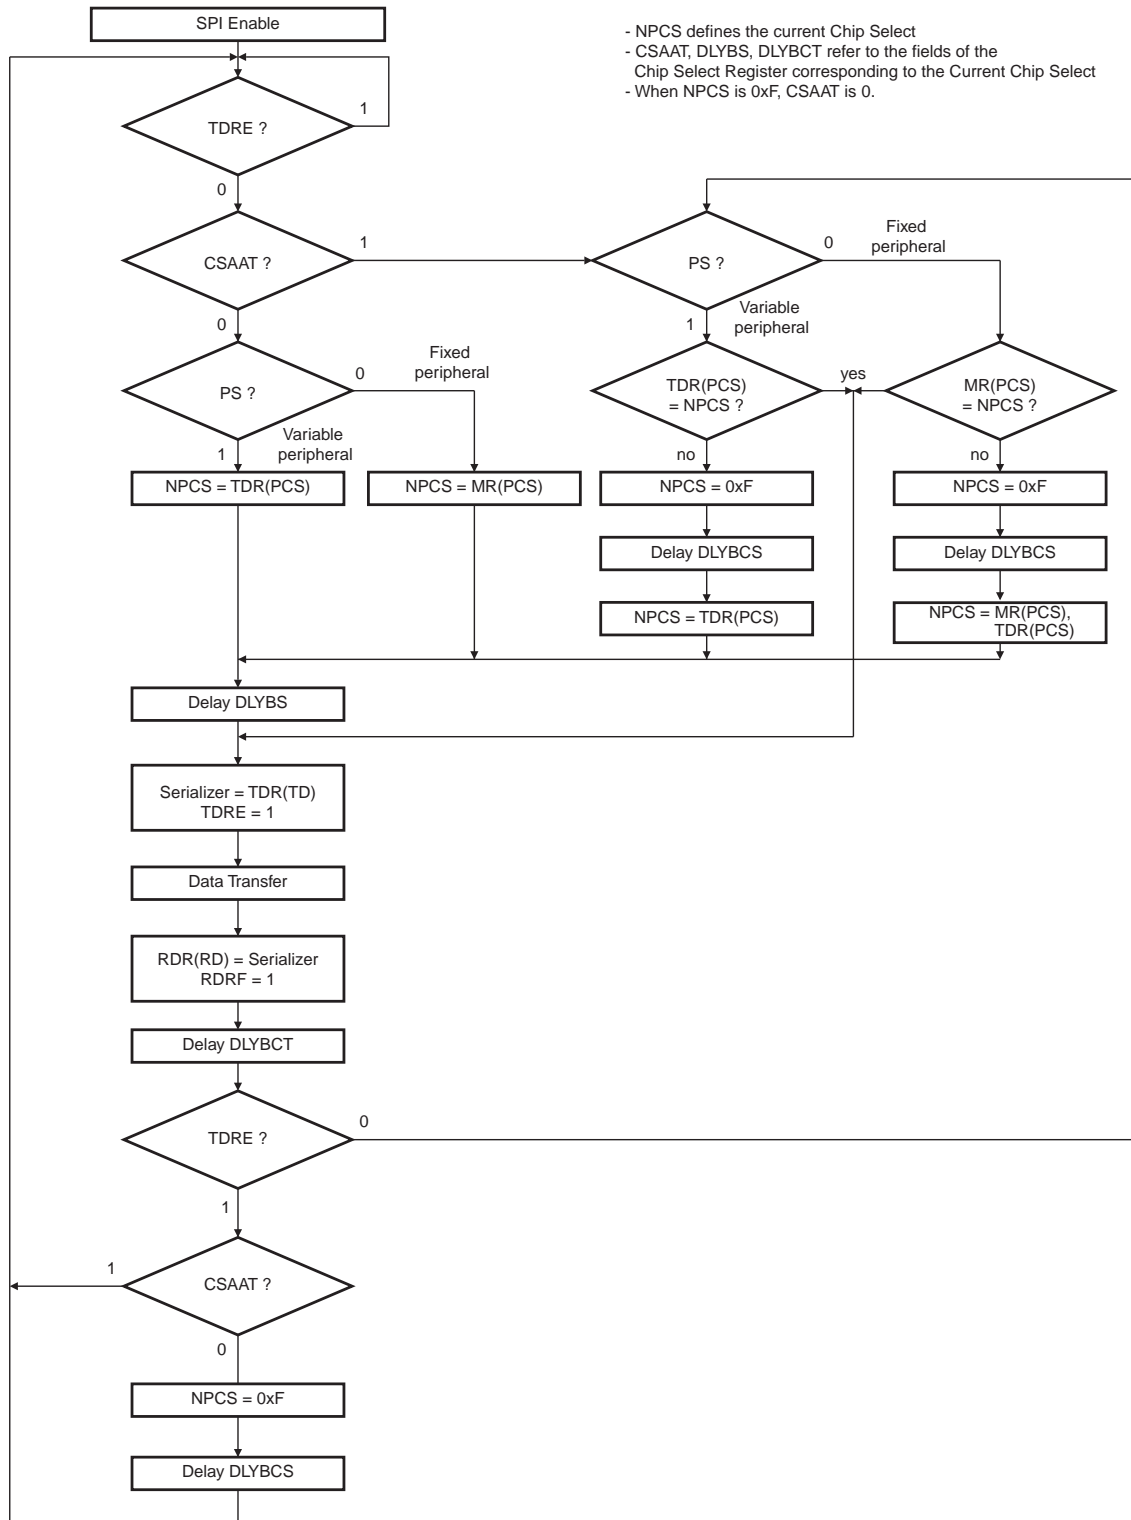 SPI Enable
- NPCS defines the current Chip Select
- CSAAT, DLYBS, DLYBCT refer to the fields of the
Chip Select Register corresponding to the Current Chip Select
- When NPCS is 0xF, CSAAT is 0.
TDRE ?
1
0
CSAAT ?
1
0
PS ?
0
Fixed
peripheral
1
Variable
peripheral
PS ?
0
Fixed
peripheral
1
Variable
peripheral
TDR(PCS)
= NPCS ?
yes
MR(PCS)
= NPCS ?
no
no
NPCS = TDR(PCS)
NPCS = MR(PCS)
NPCS = 0xF
NPCS = 0xF
Delay DLYBCS
Delay DLYBCS
NPCS = TDR(PCS)
NPCS = MR(PCS),
TDR(PCS)
Delay DLYBS
Serializer = TDR(TD)
TDRE = 1
Data Transfer
RDR(RD) = Serializer
RDRF = 1
Delay DLYBCT
TDRE ?
0
1
CSAAT ?
1
0
NPCS = 0xF
Delay DLYBCS